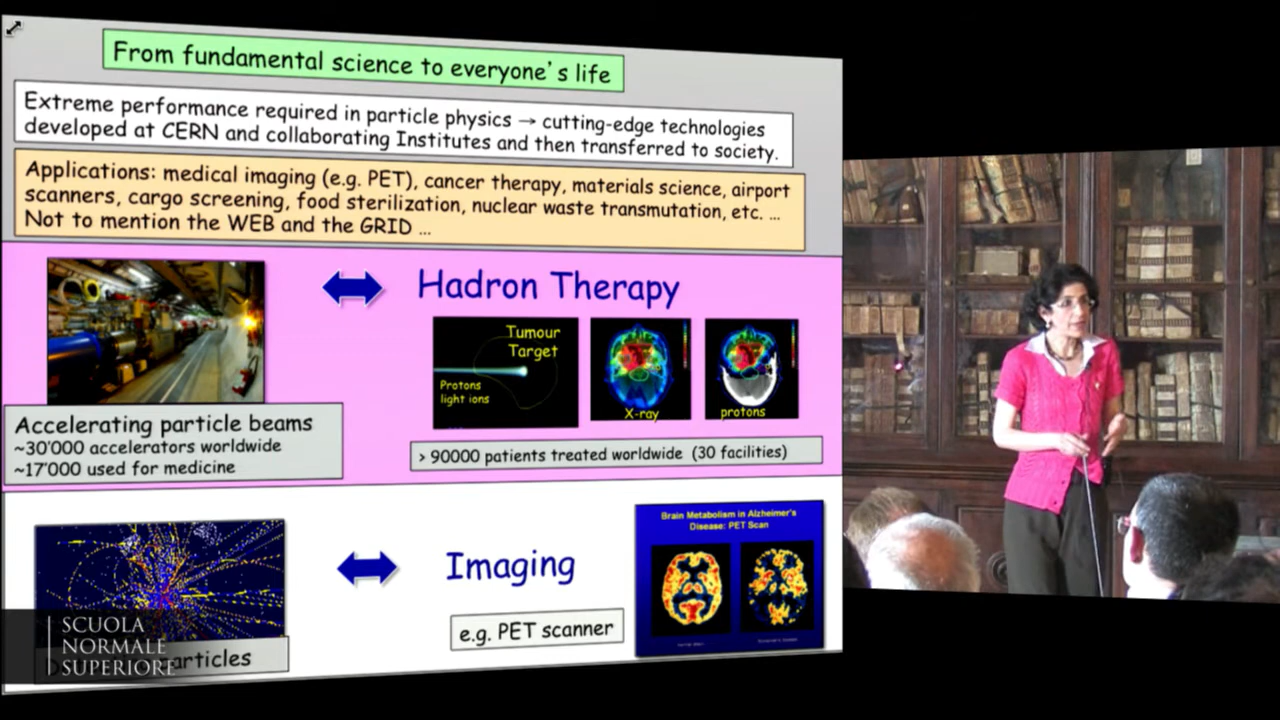 From fundamental science to everyone's life
Extreme performance required in particle physics → cutting-edge technologies
developed at CERN and collaborating Institutes and then transferred to society.
Applications: medical imaging (e.g. PET), cancer therapy, materials science, airport
scanners, cargo screening, food sterilization, nuclear waste transmutation, etc. ...
Not to mention the WEB and the GRID ...
Hadron Therapy
Tumour
Target
Protons
light ions
X-ray
protons
Accelerating particle beams
~30'000 accelerators worldwide
~17'000 used for medicine
> 90000 patients treated worldwide (30 facilities)
Imaging
Brain Metabolism in Alzheimer's
Disease: PET Scan
e.g. PET scanner
particles
SCUOLA
NORMALE
SUPERIORE